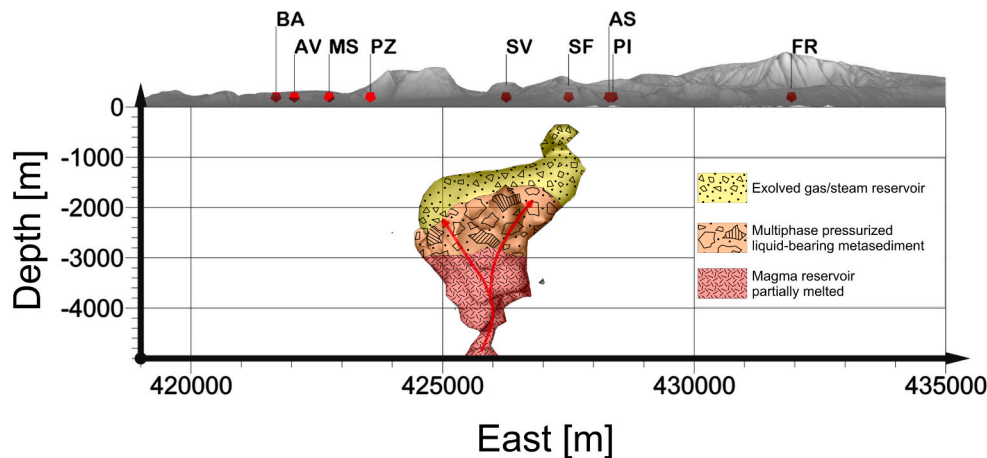 BA
AS
AV
MS
PZ
SV
SF
PI
FR
0
-1000
-2000
-3000
-4000
Depth [m]
Exolved gas/steam reservoir
Multiphase pressurized
liquid-bearing metasediment
Magma reservoir
partially melted
420000
425000
430000
435000
East [m]